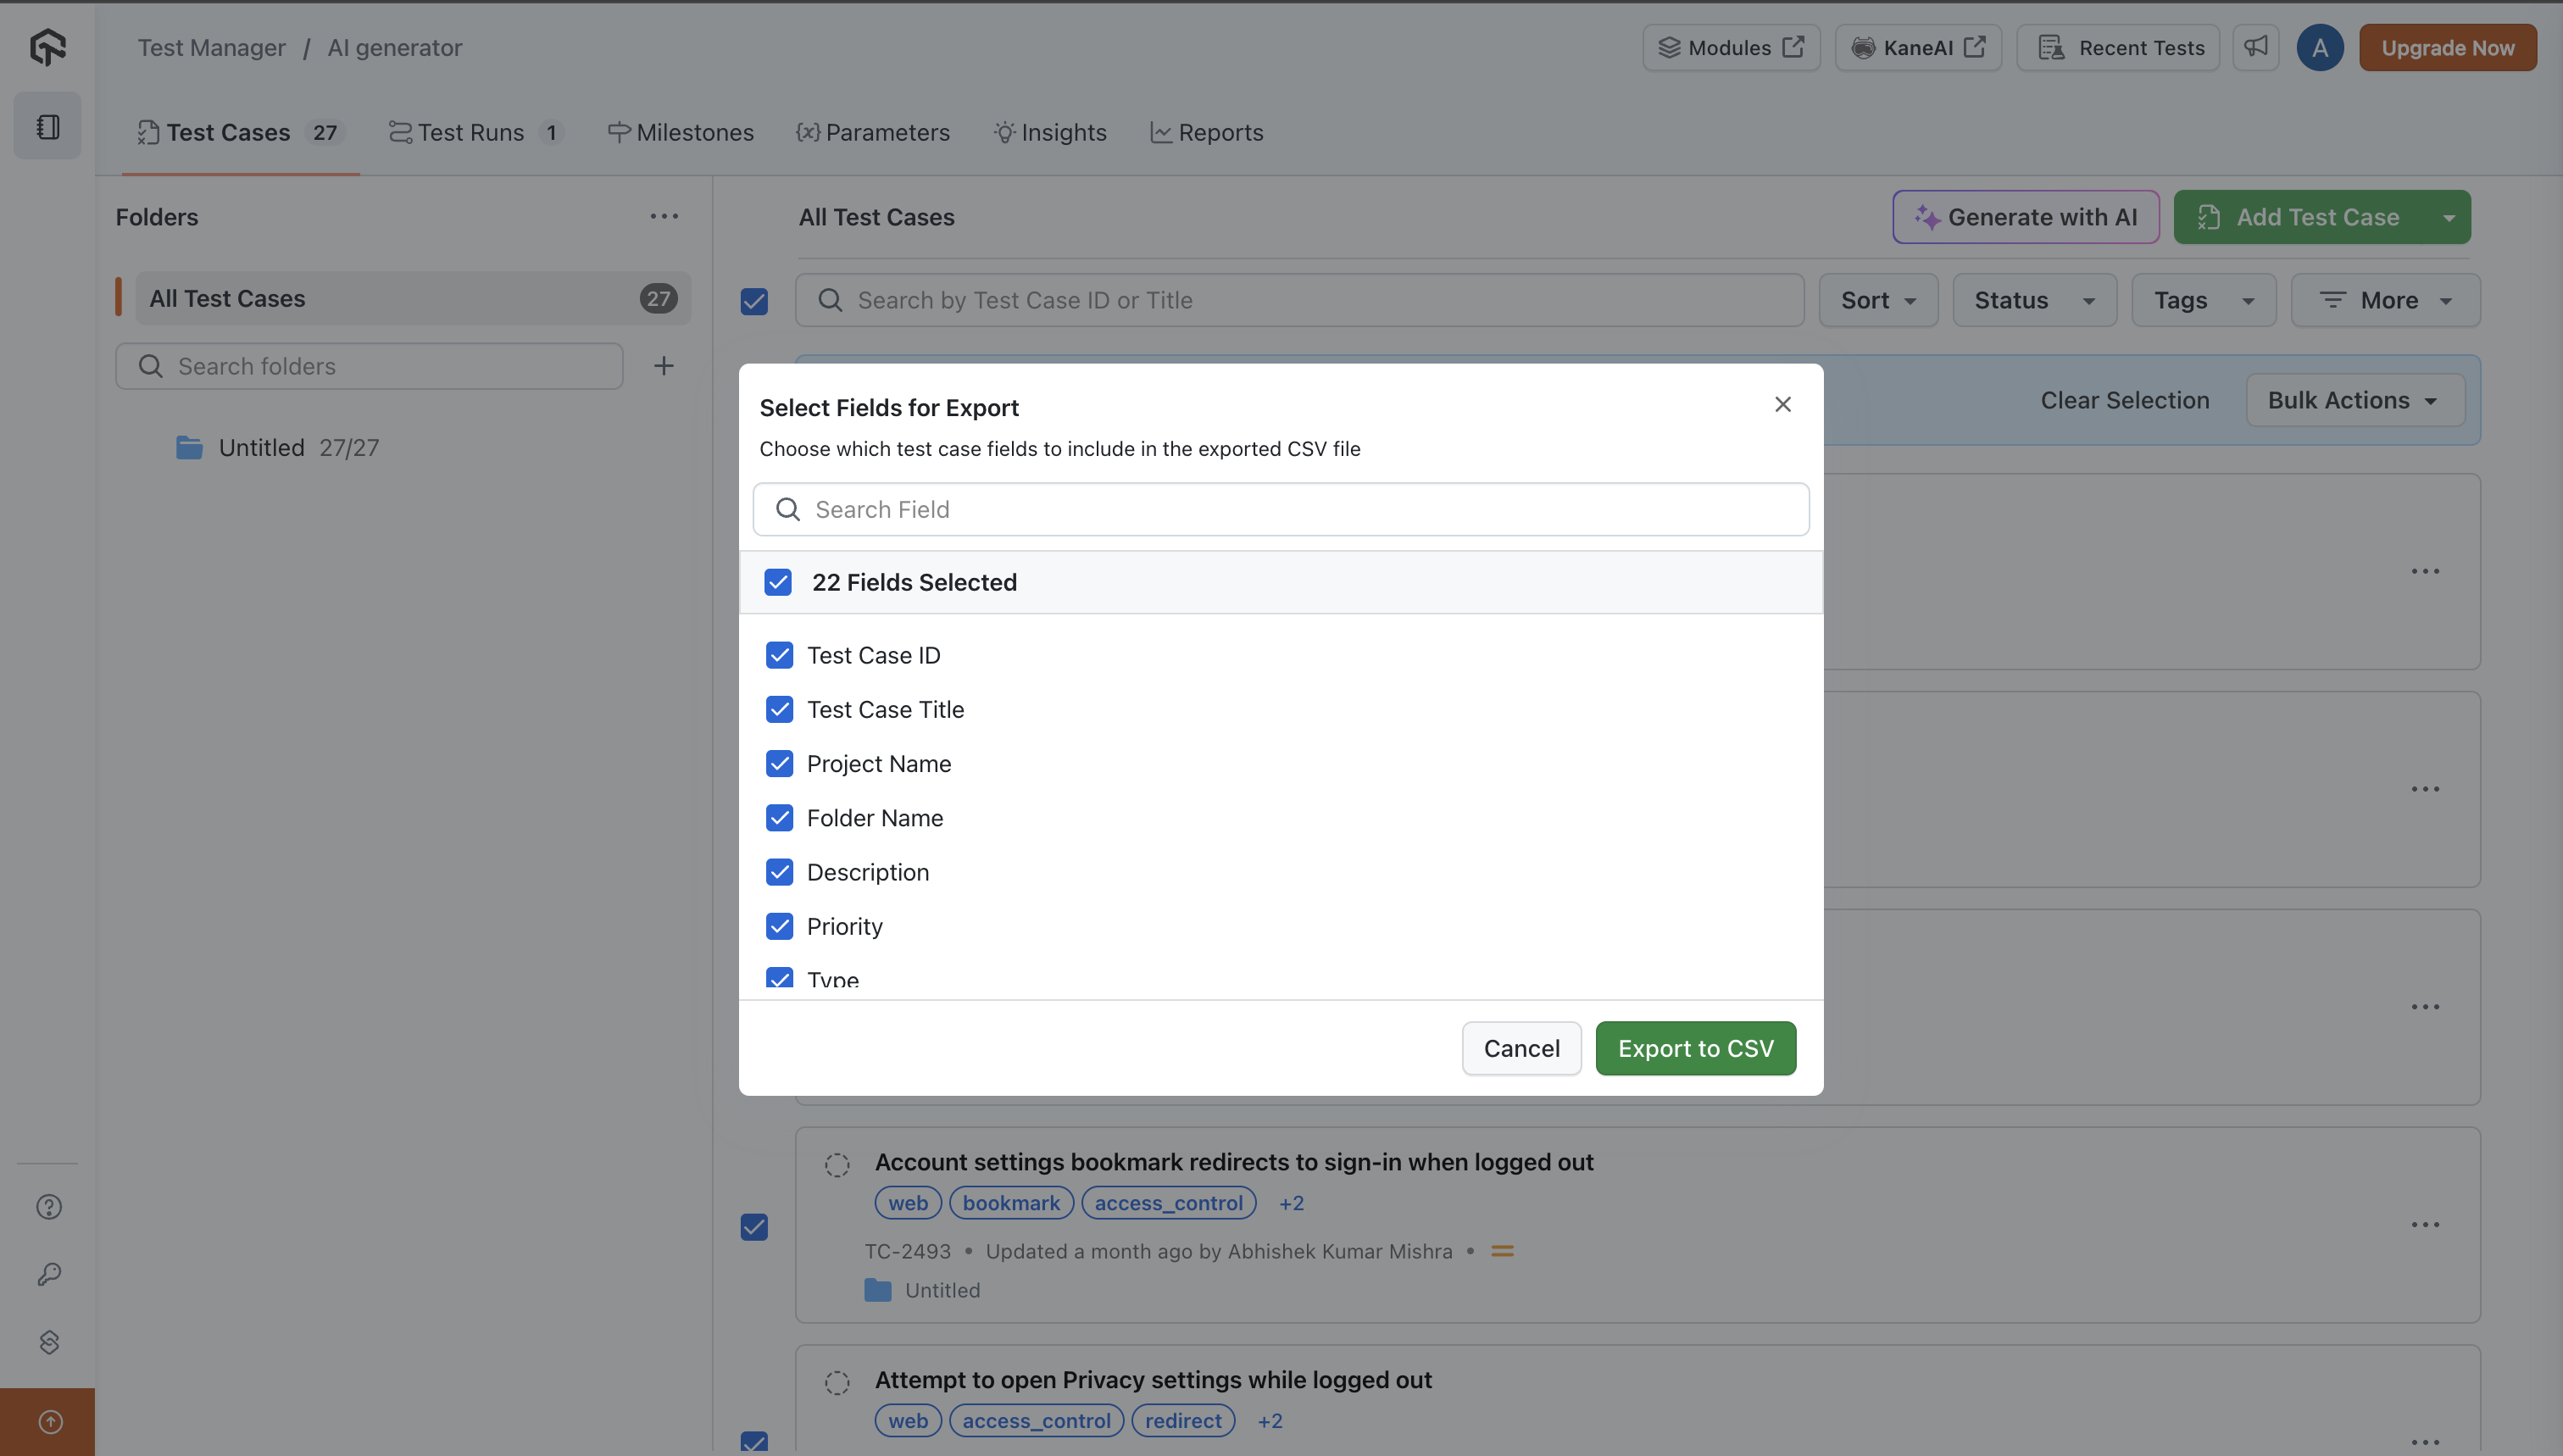 Test Manager / AI generator
Modules
KaneAI
Recent Tests
A
Upgrade Now
Test Cases 27
Test Runs 1
Milestones
{x} Parameters
Insights
Reports
Folders
All Test Cases 27
Search folders
Untitled 27/27
All Test Cases
Generate with AI
Add Test Case
Search by Test Case ID or Title
Sort
Status
Tags
More
Clear Selection
Bulk Actions
Select Fields for Export
Choose which test case fields to include in the exported CSV file
Search Field
22 Fields Selected
Test Case ID
Test Case Title
Project Name
Folder Name
Description
Priority
Type
Cancel
Export to CSV
Account settings bookmark redirects to sign-in when logged out
web bookmark access_control +2
TC-2493 • Updated a month ago by Abhishek Kumar Mishra •
Untitled
Attempt to open Privacy settings while logged out
web access_control redirect +2